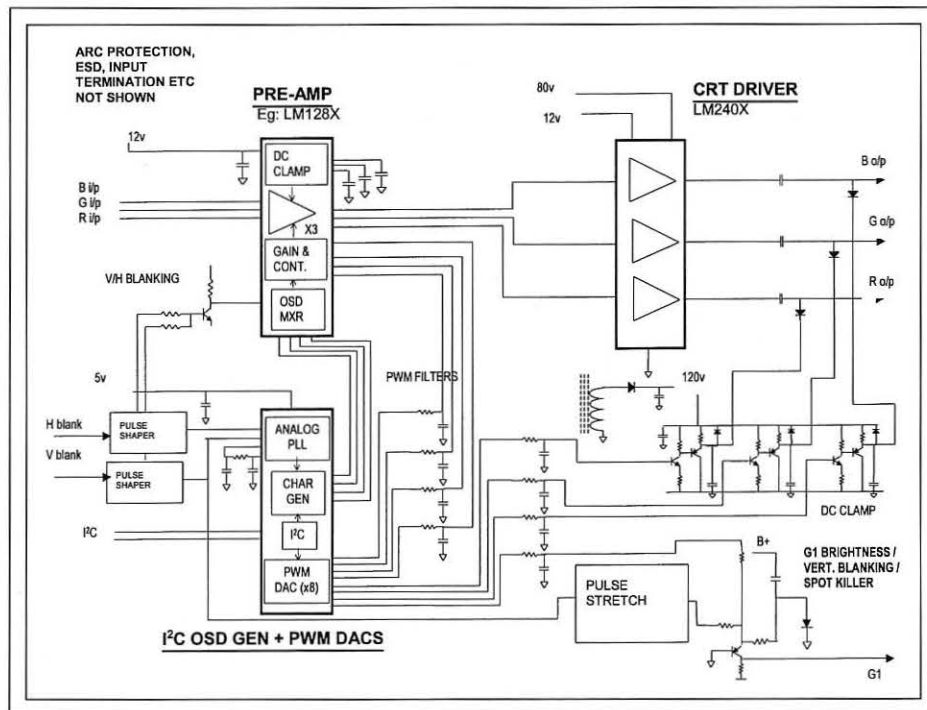 ARC PROTECTION,
ESD, INPUT
TERMINATION ETC
NOT SHOWN
PRE-AMP
Eg: LM128X
CRT DRIVER
LM240X
80v
12v
12v
DC
CLAMP
B i/p
G i/p
R i/p
X3
GAIN &
CONT.
OSD
MXR
V/H BLANKING
B o/p
G o/p
R o/p
5v
PWM FILTERS
120v
H blank
PULSE
SHAPER
V blank
PULSE
SHAPER
ANALOG
PLL
CHAR
GEN
I²C
I²C
PWM
DAC (x8)
DC CLAMP
B+
G1 BRIGHTNESS /
VERT. BLANKING /
SPOT KILLER
PULSE
STRETCH
I²C OSD GEN + PWM DACS
G1